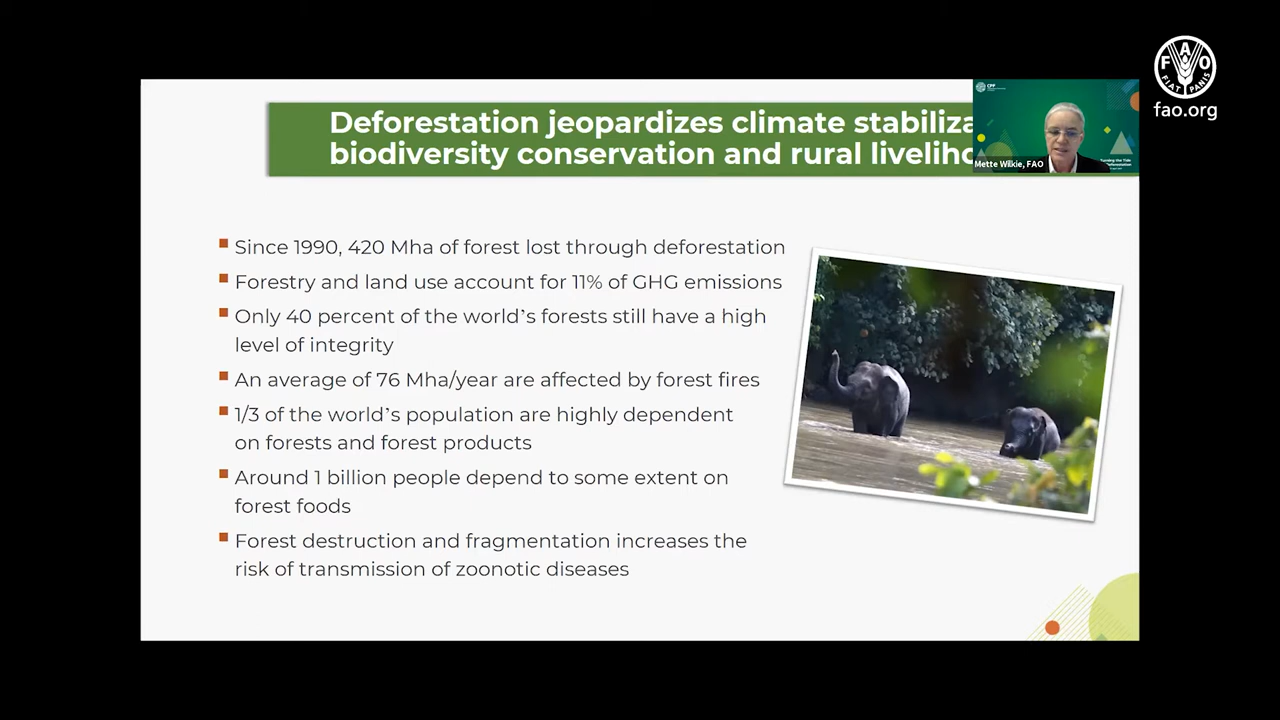 Deforestation jeopardizes climate
biodiversity conservation and rural
CPF
Mette Wilkie, FAO
Turning the Tide
Deforestation
FAO
FIAT PANIS
fao.org
Since 1990, 420 Mha of forest lost through deforestation
Forestry and land use account for 11% of GHG emissions
Only 40 percent of the world’s forests still have a high
level of integrity
An average of 76 Mha/year are affected by forest fires
1/3 of the world’s population are highly dependent
on forests and forest products
Around 1 billion people depend to some extent on
forest foods
Forest destruction and fragmentation increases the
risk of transmission of zoonotic diseases